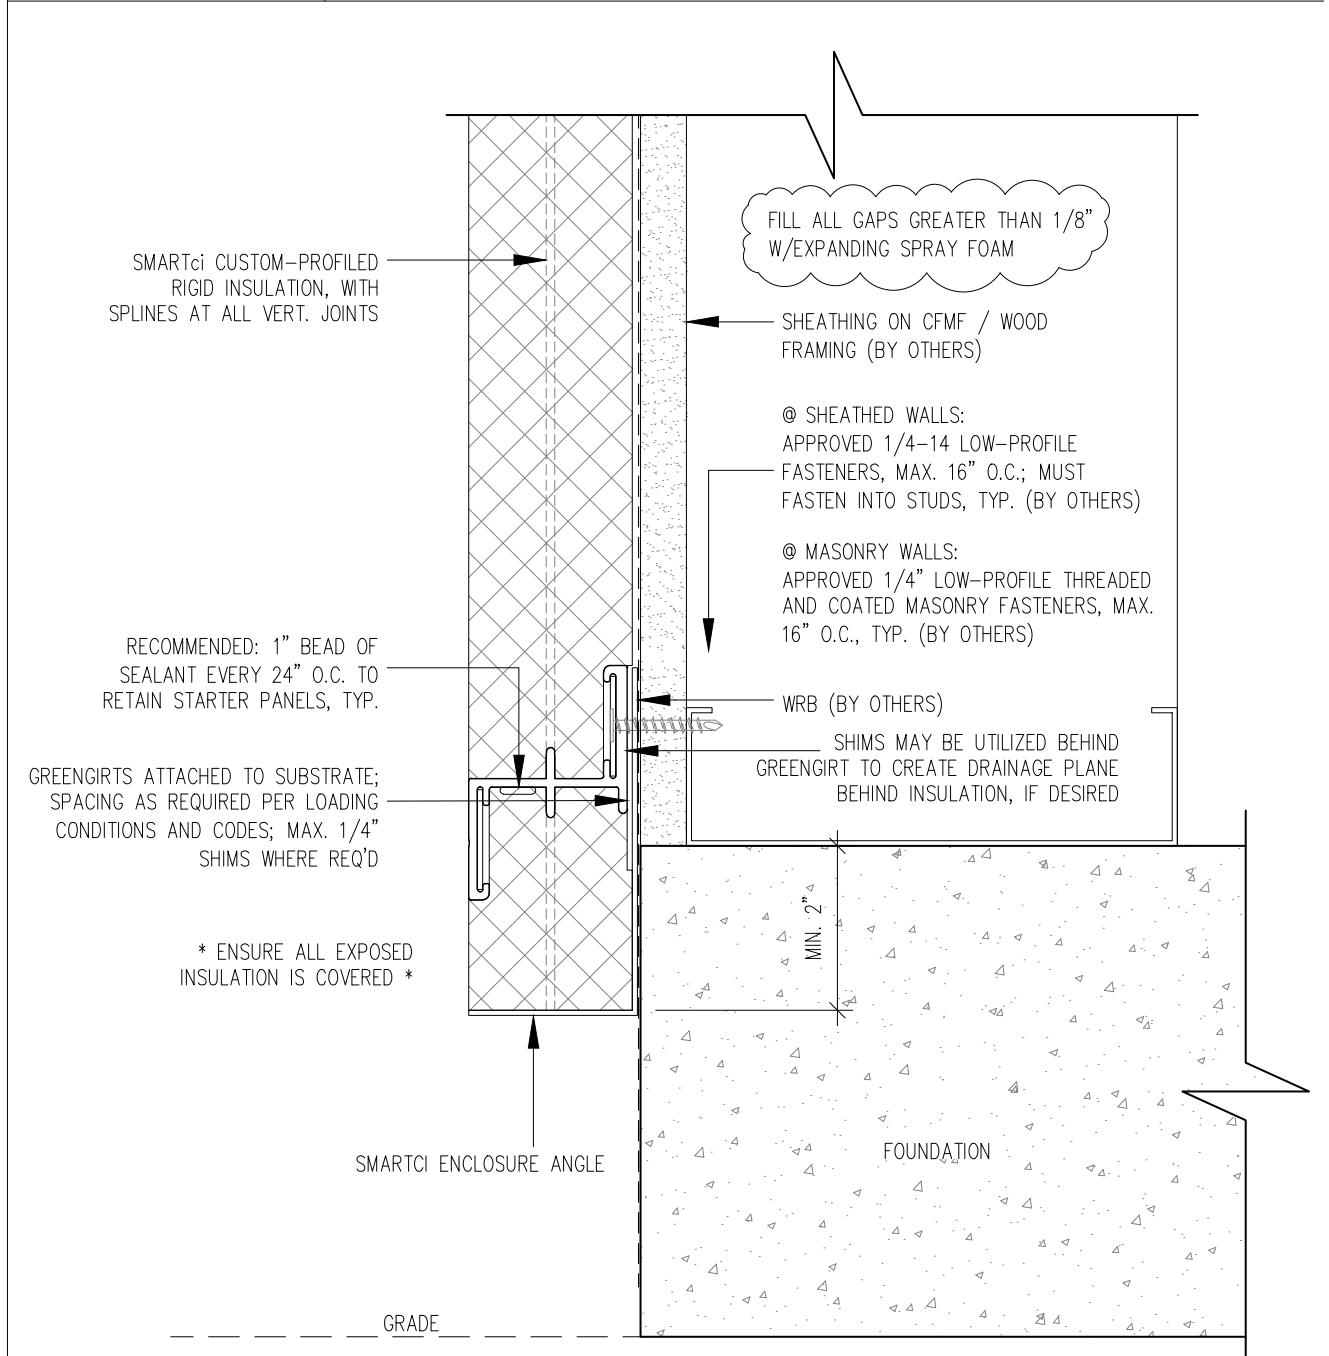 FILL ALL GAPS GREATER THAN 1/8"
W/EXPANDING SPRAY FOAM
SMARTci CUSTOM-PROFILED
RIGID INSULATION, WITH
SPLINES AT ALL VERT. JOINTS
SHEATHING ON CFMF / WOOD
FRAMING (BY OTHERS)
@ SHEATHED WALLS:
APPROVED 1/4-14 LOW-PROFILE
FASTENERS, MAX. 16" O.C.; MUST
FASTEN INTO STUDS, TYP. (BY OTHERS)
@ MASONRY WALLS:
APPROVED 1/4" LOW-PROFILE THREADED
AND COATED MASONRY FASTENERS, MAX.
16" O.C., TYP. (BY OTHERS)
RECOMMENDED: 1" BEAD OF
SEALANT EVERY 24" O.C. TO
RETAIN STARTER PANELS, TYP.
WRB (BY OTHERS)
SHIMS MAY BE UTILIZED BEHIND
GREENGIRT TO CREATE DRAINAGE PLANE
BEHIND INSULATION, IF DESIRED
GREENGIRTS ATTACHED TO SUBSTRATE;
SPACING AS REQUIRED PER LOADING
CONDITIONS AND CODES; MAX. 1/4"
SHIMS WHERE REQ'D
MIN. 2"
* ENSURE ALL EXPOSED
INSULATION IS COVERED *
SMARTCI ENCLOSURE ANGLE
FOUNDATION
GRADE